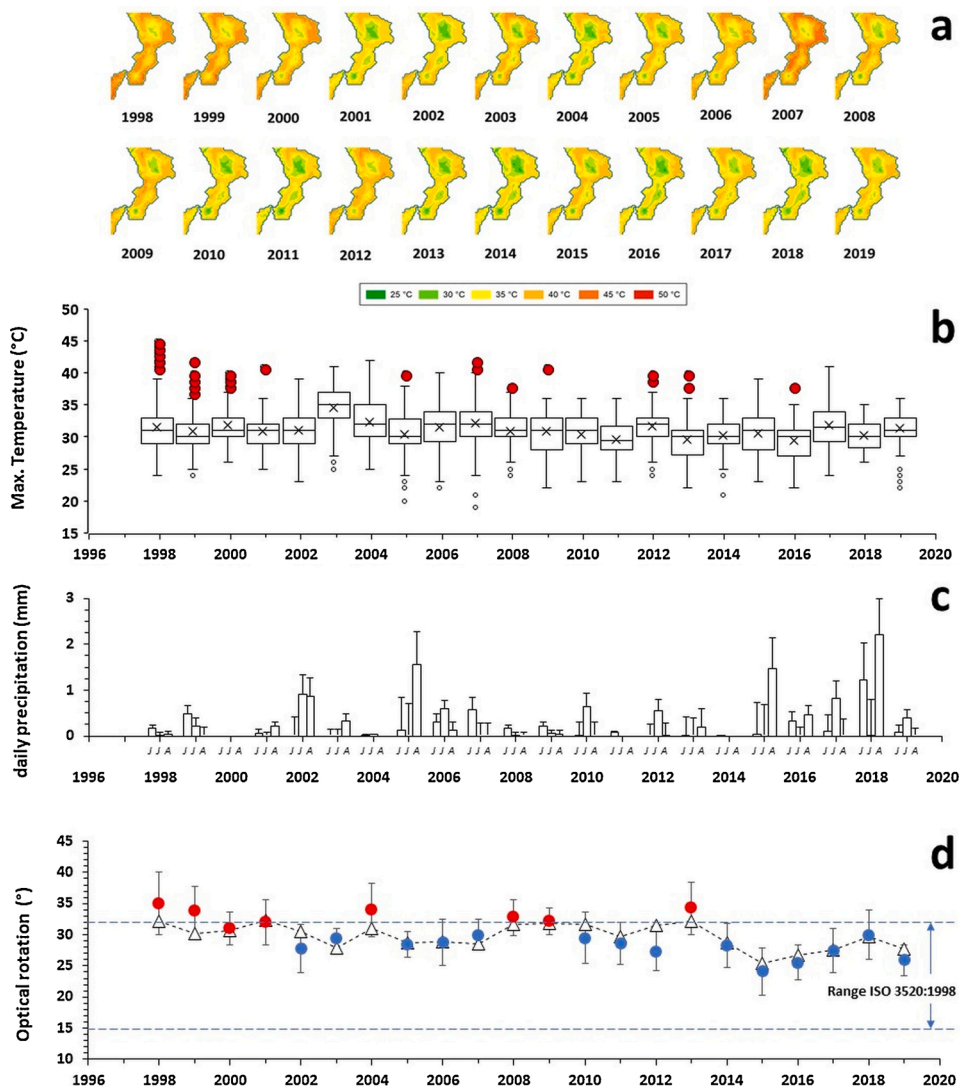 a
1998 1999 2000 2001 2002 2003 2004 2005 2006 2007 2008
2009 2010 2011 2012 2013 2014 2015 2016 2017 2018 2019
25 °C 30 °C 35 °C 40 °C 45 °C 50 °C
b
Max. Temperature (°C)
50
45
40
35
30
25
20
15
1996 1998 2000 2002 2004 2006 2008 2010 2012 2014 2016 2018 2020
c
daily precipitation (mm)
3
2
1
0
J J A J J A J J A J J A J J A J J A J J A J J A J J A J J A J J A J J A J J A J J A J J A J J A J J A J J A J J A J J A J J A J J A
1996 1998 2000 2002 2004 2006 2008 2010 2012 2014 2016 2018 2020
d
Optical rotation (°)
45
40
35
30
25
20
15
10
Range ISO 3520:1998
1996 1998 2000 2002 2004 2006 2008 2010 2012 2014 2016 2018 2020